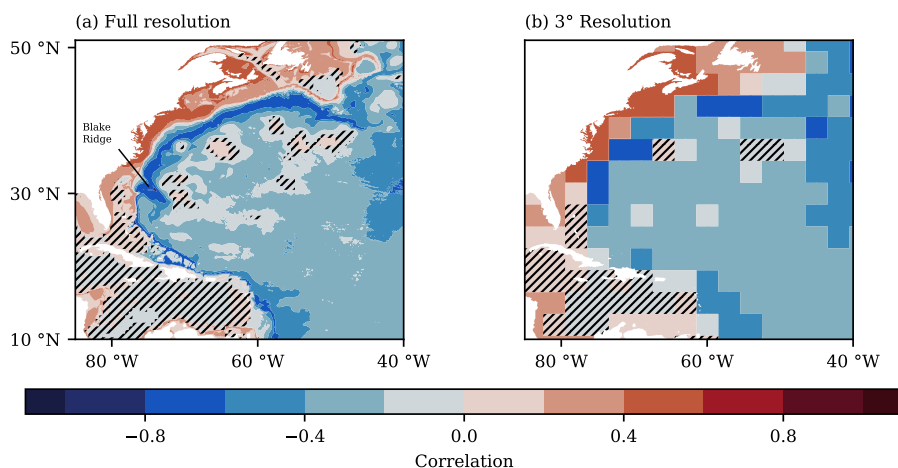 (a) Full resolution
(b) 3° Resolution
50 °N
30 °N
10 °N
Blake
Ridge
80 °W
60 °W
40 °W
80 °W
60 °W
40 °W
−0.8
−0.4
0.0
0.4
0.8
Correlation